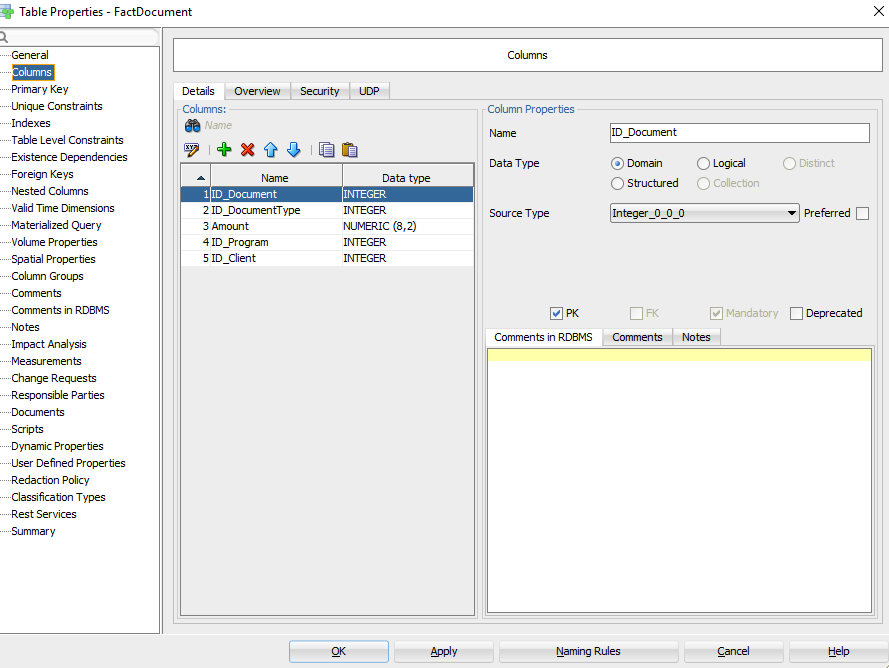 Table Properties - FactDocument
General
Columns
Primary Key
Unique Constraints
Indexes
Table Level Constraints
Existence Dependencies
Foreign Keys
Nested Columns
Valid Time Dimensions
Materialized Query
Volume Properties
Spatial Properties
Column Groups
Comments
Comments in RDBMS
Notes
Impact Analysis
Measurements
Change Requests
Responsible Parties
Documents
Scripts
Dynamic Properties
User Defined Properties
Redaction Policy
Classification Types
Rest Services
Summary
Columns
Details Overview Security UDP
Columns:
Name
Name Data type
1 ID_Document INTEGER
2 ID_DocumentType INTEGER
3 Amount NUMERIC (8,2)
4 ID_Program INTEGER
5 ID_Client INTEGER
Column Properties
Name ID_Document
Data Type Domain Logical Distinct
Structured Collection
Source Type Integer_0_0_0 Preferred
PK FK Mandatory Deprecated
Comments in RDBMS Comments Notes
OK Apply Naming Rules Cancel Help